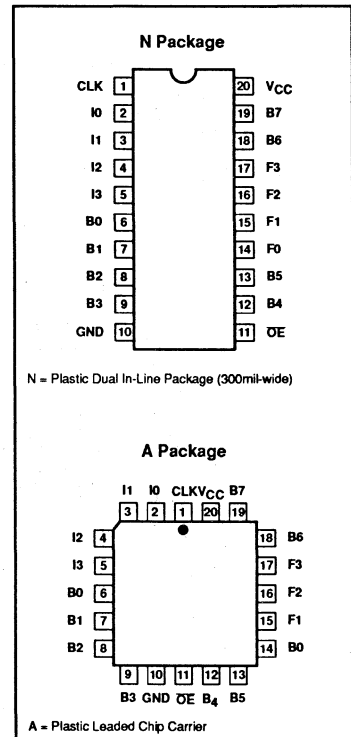 N Package
CLK 1 20 VCC
I0 2 19 B7
I1 3 18 B6
I2 4 17 F3
I3 5 16 F2
B0 6 15 F1
B1 7 14 F0
B2 8 13 B5
B3 9 12 B4
GND 10 11 OE
N = Plastic Dual In-Line Package (300mil-wide)
A Package
I1 I0 CLK VCC B7
3 2 1 20 19
I2 4 18 B6
I3 5 17 F3
B0 6 16 F2
B1 7 15 F1
B2 8 14 B0
9 10 11 12 13
B3 GND OE B4 B5
A = Plastic Leaded Chip Carrier